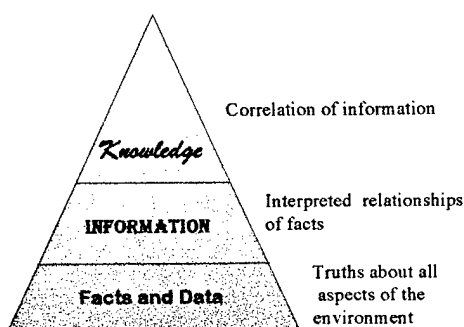 Correlation of information
Knowledge
Interpreted relationships
of facts
INFORMATION
Truths about all
aspects of the
environment
Facts and Data